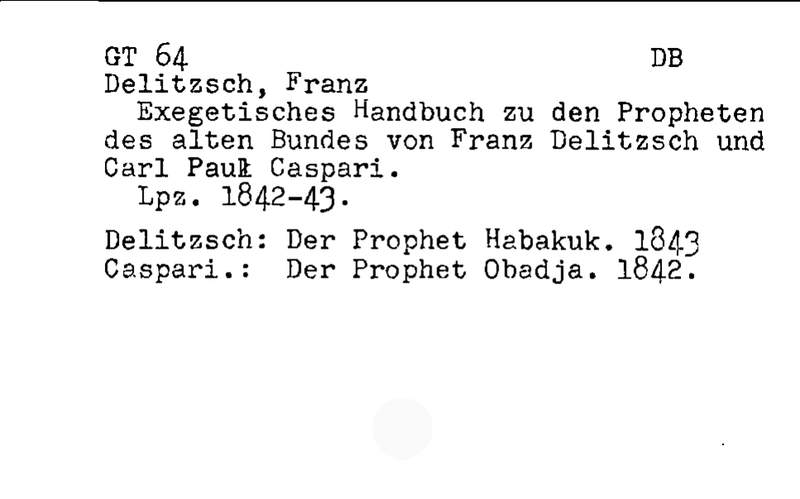 GT 64 DB
Delitzsch, Franz
Exegetisches Handbuch zu den Propheten
des alten Bundes von Franz Delitzsch und
Carl Paul Caspari.
Lpz. 1842-43.
Delitzsch: Der Prophet Habakuk. 1843
Caspari.: Der Prophet Obadja. 1842.